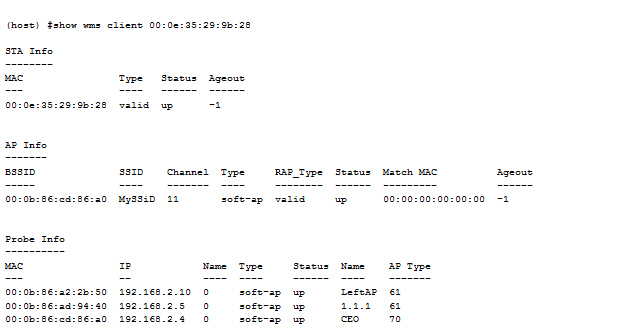 (host) #show wms client 00:0e:35:29:9b:28
STA Info
--------
MAC Type Status Ageout
--- ---- ------ ------
00:0e:35:29:9b:28 valid up -1
AP Info
-------
BSSID SSID Channel Type RAP_Type Status Match MAC Ageout
----- ---- ------- ---- -------- ------ --------- ------
00:0b:86:cd:86:a0 MySSiD 11 soft-ap valid up 00:00:00:00:00:00 -1
Probe Info
----------
MAC IP Name Type Status Name AP Type
--- -- ---- ---- ------ ---- -------
00:0b:86:a2:2b:50 192.168.2.10 0 soft-ap up LeftAP 61
00:0b:86:ad:94:40 192.168.2.5 0 soft-ap up 1.1.1 61
00:0b:86:cd:86:a0 192.168.2.4 0 soft-ap up CEO 70